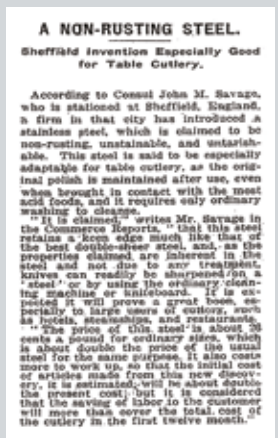 A NON-RUSTING STEEL.
Sheffield Invention Especially Good
for Table Cutlery.
According to Consul John M. Savage,
who is stationed at Sheffield, England,
a firm in that city has introduced a
stainless steel, which is claimed to be
non-rusting, unstainable, and untarnish-
able. This steel is said to be especially
adaptable for table cutlery, as the orig-
inal polish is maintained after use, even
when brought in contact with the most
acid foods, and it requires only ordinary
washing to cleanse.
"It is claimed," writes Mr. Savage in
the Commerce Reports, "that this steel
retains a keen edge much like that of
the best double-sheer steel, and, as the
properties claimed are inherent in the
steel and not due to any treatment,
knives can readily be sharpened on a
'steel' or by using the ordinary clean-
ing machine or knifeboard. It is ex-
pected it will prove a great boon, es-
pecially to large users of cutlery, such
as hotels, steamships, and restaurants.
"The price of this steel is about 26
cents a pound for ordinary sizes, which
is about double the price of the usual
steel for the same purpose. It also costs
more to work up, so that the initial cost
of articles made from this new discov-
ery, it is estimated, will be about double
the present cost; but it is considered
that the saving of labor to the customer
will more than cover the total cost of
the cutlery in the first twelve month."